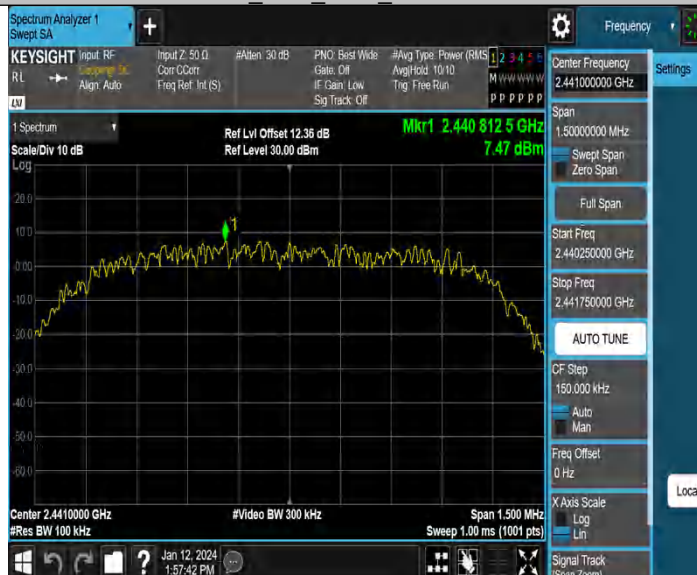 Spectrum Analyzer 1
Swept SA
Frequency
KEYSIGHT
Input: RF
Align: Auto
Input Z: 50 Ω
Corr CCorr
Freq Ref: Int (S)
#Atten: 30 dB
PNO: Best Wide
Gate: Off
IF Gain: Low
Sig Track: Off
#Avg Type: Power (RMS
Avg|Hold: 10/10
Trig: Free Run
1 2 3 4 5 6
M W W W W W
P P P P P P
R L
LXI
Center Frequency
2.441000000 GHz
Settings
Span
1.50000000 MHz
Swept Span
Zero Span
Full Span
Start Freq
2.440250000 GHz
Stop Freq
2.441750000 GHz
AUTO TUNE
CF Step
150.000 kHz
Auto
Man
Freq Offset
0 Hz
X Axis Scale
Log
Lin
Signal Track
(Span Zoom)
Loca
1 Spectrum
Scale/Div 10 dB
Log
Ref Lvl Offset 12.36 dB
Ref Level 30.00 dBm
Mkr1 2.440 812 5 GHz
7.47 dBm
20.0
10.0
0.00
-10.0
-20.0
-30.0
-40.0
-50.0
-60.0
1
Center 2.4410000 GHz
#Res BW 100 kHz
#Video BW 300 kHz
Span 1.500 MHz
Sweep 1.00 ms (1001 pts)
?
Jan 12, 2024
1:57:42 PM